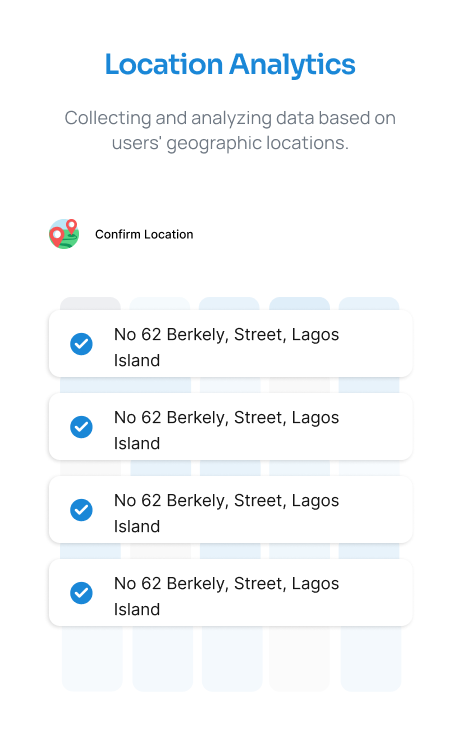 Location Analytics
Collecting and analyzing data based on
users' geographic locations.
Confirm Location
No 62 Berkely, Street, Lagos
Island
No 62 Berkely, Street, Lagos
Island
No 62 Berkely, Street, Lagos
Island
No 62 Berkely, Street, Lagos
Island